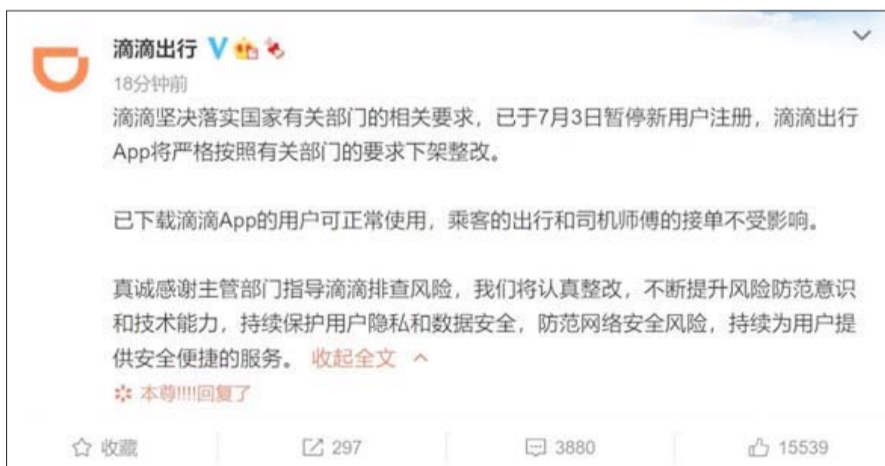 滴滴出行
18分钟前
滴滴坚决落实国家有关部门的相关要求，已于7月3日暂停新用户注册，滴滴出行
App将严格按照有关部门的要求下架整改。
已下载滴滴App的用户可正常使用，乘客的出行和司机师傅的接单不受影响。
真诚感谢主管部门指导滴滴排查风险，我们将认真整改，不断提升风险防范意识
和技术能力，持续保护用户隐私和数据安全，防范网络安全风险，持续为用户提
供安全便捷的服务。 收起全文
本尊!!!!回复了
收藏 297 3880 15539